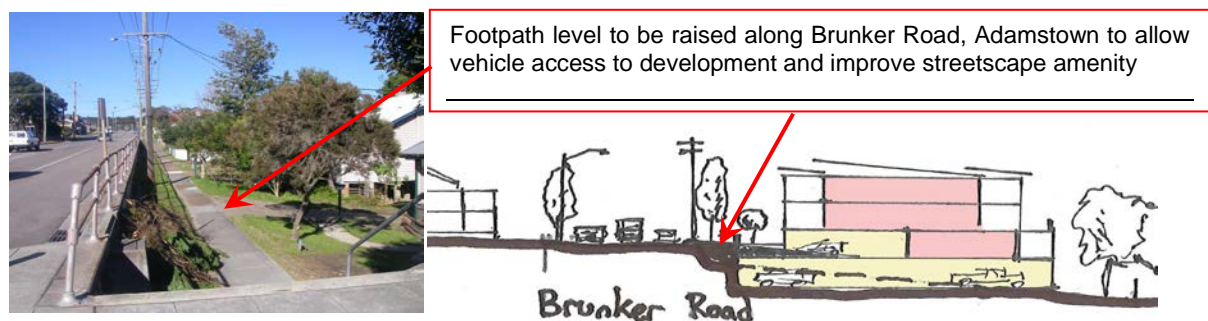 Footpath level to be raised along Brunker Road, Adamstown to allow
vehicle access to development and improve streetscape amenity
Brunker Road